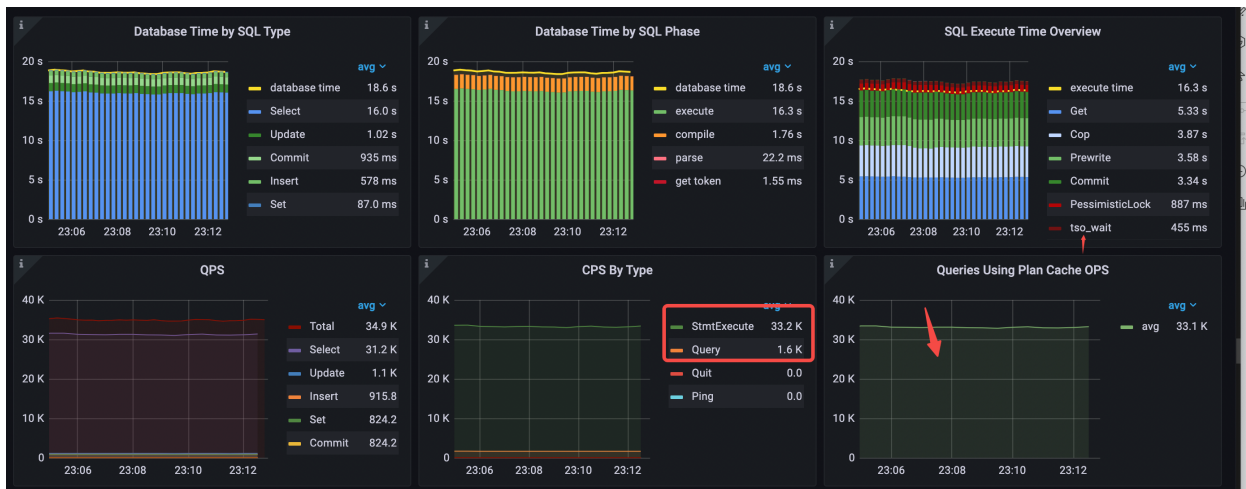 Database Time by SQL Type
20 s
15 s
10 s
5 s
0 s
23:06 23:08 23:10 23:12
avg
database time 18.6 s
Select 16.0 s
Update 1.02 s
Commit 935 ms
Insert 578 ms
Set 87.0 ms
Database Time by SQL Phase
20 s
15 s
10 s
5 s
0 s
23:06 23:08 23:10 23:12
avg
database time 18.6 s
execute 16.3 s
compile 1.76 s
parse 22.2 ms
get token 1.55 ms
SQL Execute Time Overview
20 s
15 s
10 s
5 s
0 s
23:06 23:08 23:10 23:12
avg
execute time 16.3 s
Get 5.33 s
Cop 3.87 s
Prewrite 3.58 s
Commit 3.34 s
PessimisticLock 887 ms
tso_wait 455 ms
QPS
40 K
30 K
20 K
10 K
0
23:06 23:08 23:10 23:12
avg
Total 34.9 K
Select 31.2 K
Update 1.1 K
Insert 915.8
Set 824.2
Commit 824.2
CPS By Type
40 K
30 K
20 K
10 K
0
23:06 23:08 23:10 23:12
avg
StmtExecute 33.2 K
Query 1.6 K
Quit 0.0
Ping 0.0
Queries Using Plan Cache OPS
40 K
30 K
20 K
10 K
0
23:06 23:08 23:10 23:12
avg
avg 33.1 K